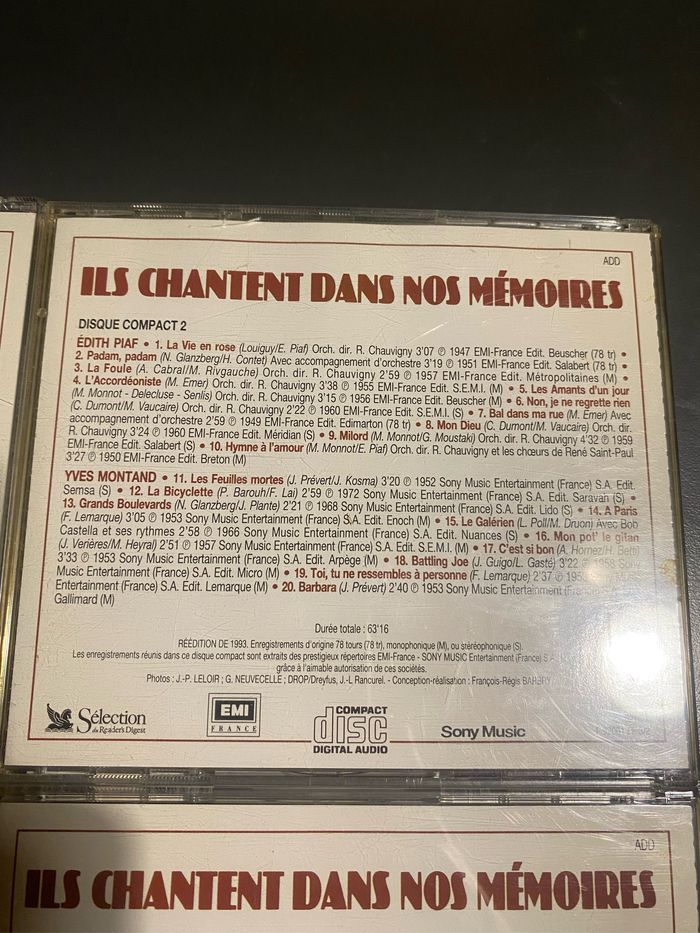 ADD
ILS CHANTENT DANS NOS MÉMOIRES
DISQUE COMPACT 2
ÉDITH PIAF • 1. La Vie en rose (Louiguy/E. Piaf) Orch. dir. R. Chauvigny 3'07 ℗ 1947 EMI-France Edit. Beuscher (78 tr) •
2. Padam, padam (N. Glanzberg/H. Contet) Avec accompagnement d'orchestre 3'19 ℗ 1951 EMI-France Edit. Salabert (78 tr) •
3. La Foule (A. Cabral/M. Rivgauche) Orch. dir. R. Chauvigny 2'59 ℗ 1957 EMI-France Edit. Métropolitaines (M) •
4. L'Accordéoniste (M. Emer) Orch. dir. R. Chauvigny 3'38 ℗ 1955 EMI-France Edit. S.E.M.I. (M) • 5. Les Amants d'un jour
(M. Monnot - Delecluse - Senlis) Orch. dir. R. Chauvigny 3'15 ℗ 1956 EMI-France Edit. Beuscher (M) • 6. Non, je ne regrette rien
(C. Dumont/M. Vaucaire) Orch. dir. R. Chauvigny 2'22 ℗ 1960 EMI-France Edit. S.E.M.I. (S) • 7. Bal dans ma rue (M. Emer) Avec
accompagnement d'orchestre 2'59 ℗ 1949 EMI-France Edit. Edimarton (78 tr) • 8. Mon Dieu (C. Dumont/M. Vaucaire) Orch. dir.
R. Chauvigny 3'24 ℗ 1960 EMI-France Edit. Méridian (S) • 9. Milord (M. Monnot/G. Moustaki) Orch. dir. R. Chauvigny 4'32 ℗ 1959
EMI-France Edit. Salabert (S) • 10. Hymne à l'amour (M. Monnot/E. Piaf) Orch. dir. R. Chauvigny et les chœurs de René Saint-Paul
3'27 ℗ 1950 EMI-France Edit. Breton (M)
YVES MONTAND • 11. Les Feuilles mortes (J. Prévert/J. Kosma) 3'20 ℗ 1952 Sony Music Entertainment (France) S.A. Edit.
Semsa (S) • 12. La Bicyclette (P. Barouh/F. Lai) 2'59 ℗ 1972 Sony Music Entertainment (France) S.A. Edit. Saravah (S) •
13. Grands Boulevards (N. Glanzberg/J. Plante) 2'21 ℗ 1968 Sony Music Entertainment (France) S.A. Edit. Lido (S) • 14. A Paris
(F. Lemarque) 3'05 ℗ 1953 Sony Music Entertainment (France) S.A. Edit. Enoch (M) • 15. Le Galérien (L. Poll/M. Druon) Avec Bob
Castella et ses rythmes 2'58 ℗ 1966 Sony Music Entertainment (France) S.A. Edit. Nuances (S) • 16. Mon pot' le gitan
(J. Verières/M. Heyral) 2'51 ℗ 1957 Sony Music Entertainment (France) S.A. Edit. S.E.M.I. (M) • 17. C'est si bon (A. Hornez/H. Betti)
3'33 ℗ 1953 Sony Music Entertainment (France) S.A. Edit. Arpège (M) • 18. Battling Joe (J. Guigo/L. Gasté) 3'22 ℗ 1958 Sony
Music Entertainment (France) S.A. Edit. Micro (M) • 19. Toi, tu ne ressembles à personne (F. Lemarque) 2'37 ℗ Music
Entertainment (France) S.A. Edit. Lemarque (M) • 20. Barbara (J. Prévert) 2'40 ℗ 1953 Sony Music Entertainment (France) S.A. Edit.
Gallimard (M)
Durée totale : 63'16
RÉÉDITION DE 1993. Enregistrements d'origine 78 tours (78 tr), monophonique (M), ou stéréophonique (S).
Les enregistrements réunis dans ce disque compact sont extraits des prestigieux répertoires EMI-France - SONY MUSIC Entertainment (France) S.A
grâce à l'aimable autorisation de ces sociétés.
Photos : J.-P. LELOIR ; G. NEUVECELLE ; DROP/Dreyfus, J.-L Rancurel. - Conception-réalisation : François-Régis BARBRY
Sélection
du Reader's Digest
EMI
FRANCE
COMPACT
disc
DIGITAL AUDIO
Sony Music
ADD
ILS CHANTENT DANS NOS MÉMOIRES